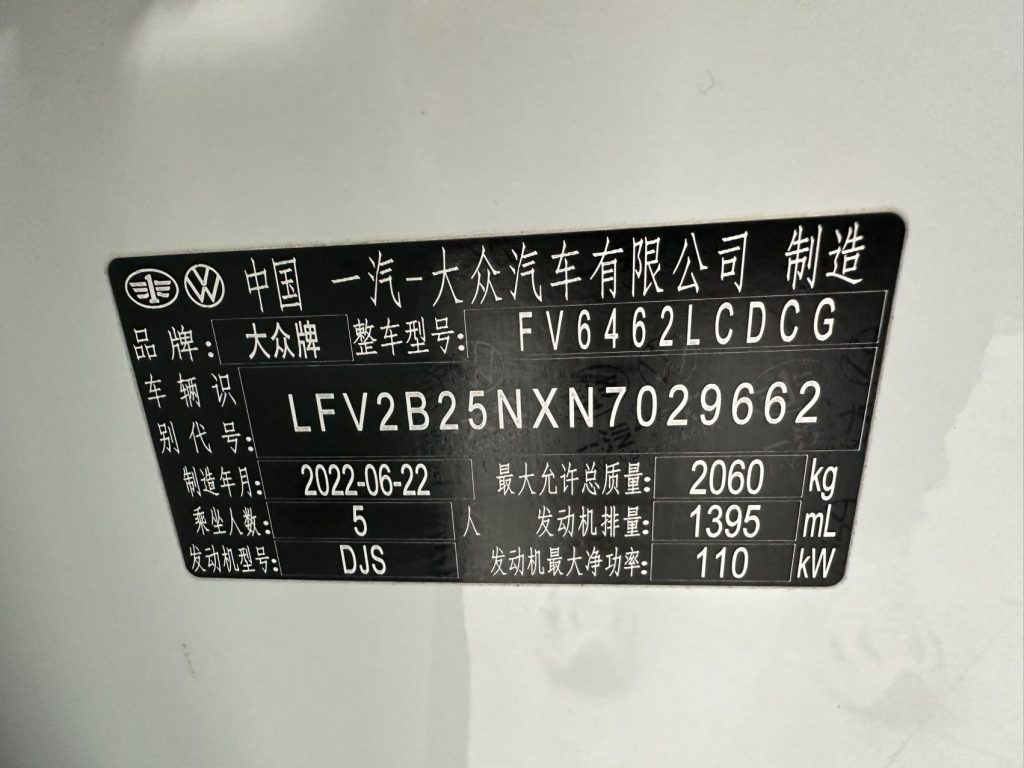 中国 一汽-大众汽车有限公司 制造
品牌: 大众牌 整车型号: FV6462LCDCG
车辆识别代号: LFV2B25NXN7029662
制造年月: 2022-06-22 最大允许总质量: 2060 kg
乘坐人数: 5 人 发动机排量: 1395 mL
发动机型号: DJS 发动机最大净功率: 110 kW